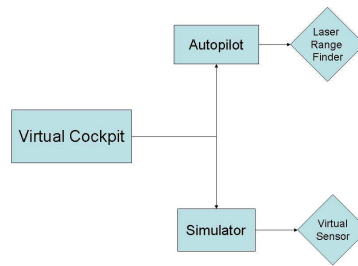 Autopilot
Laser
Range
Finder
Virtual Cockpit
Simulator
Virtual
Sensor